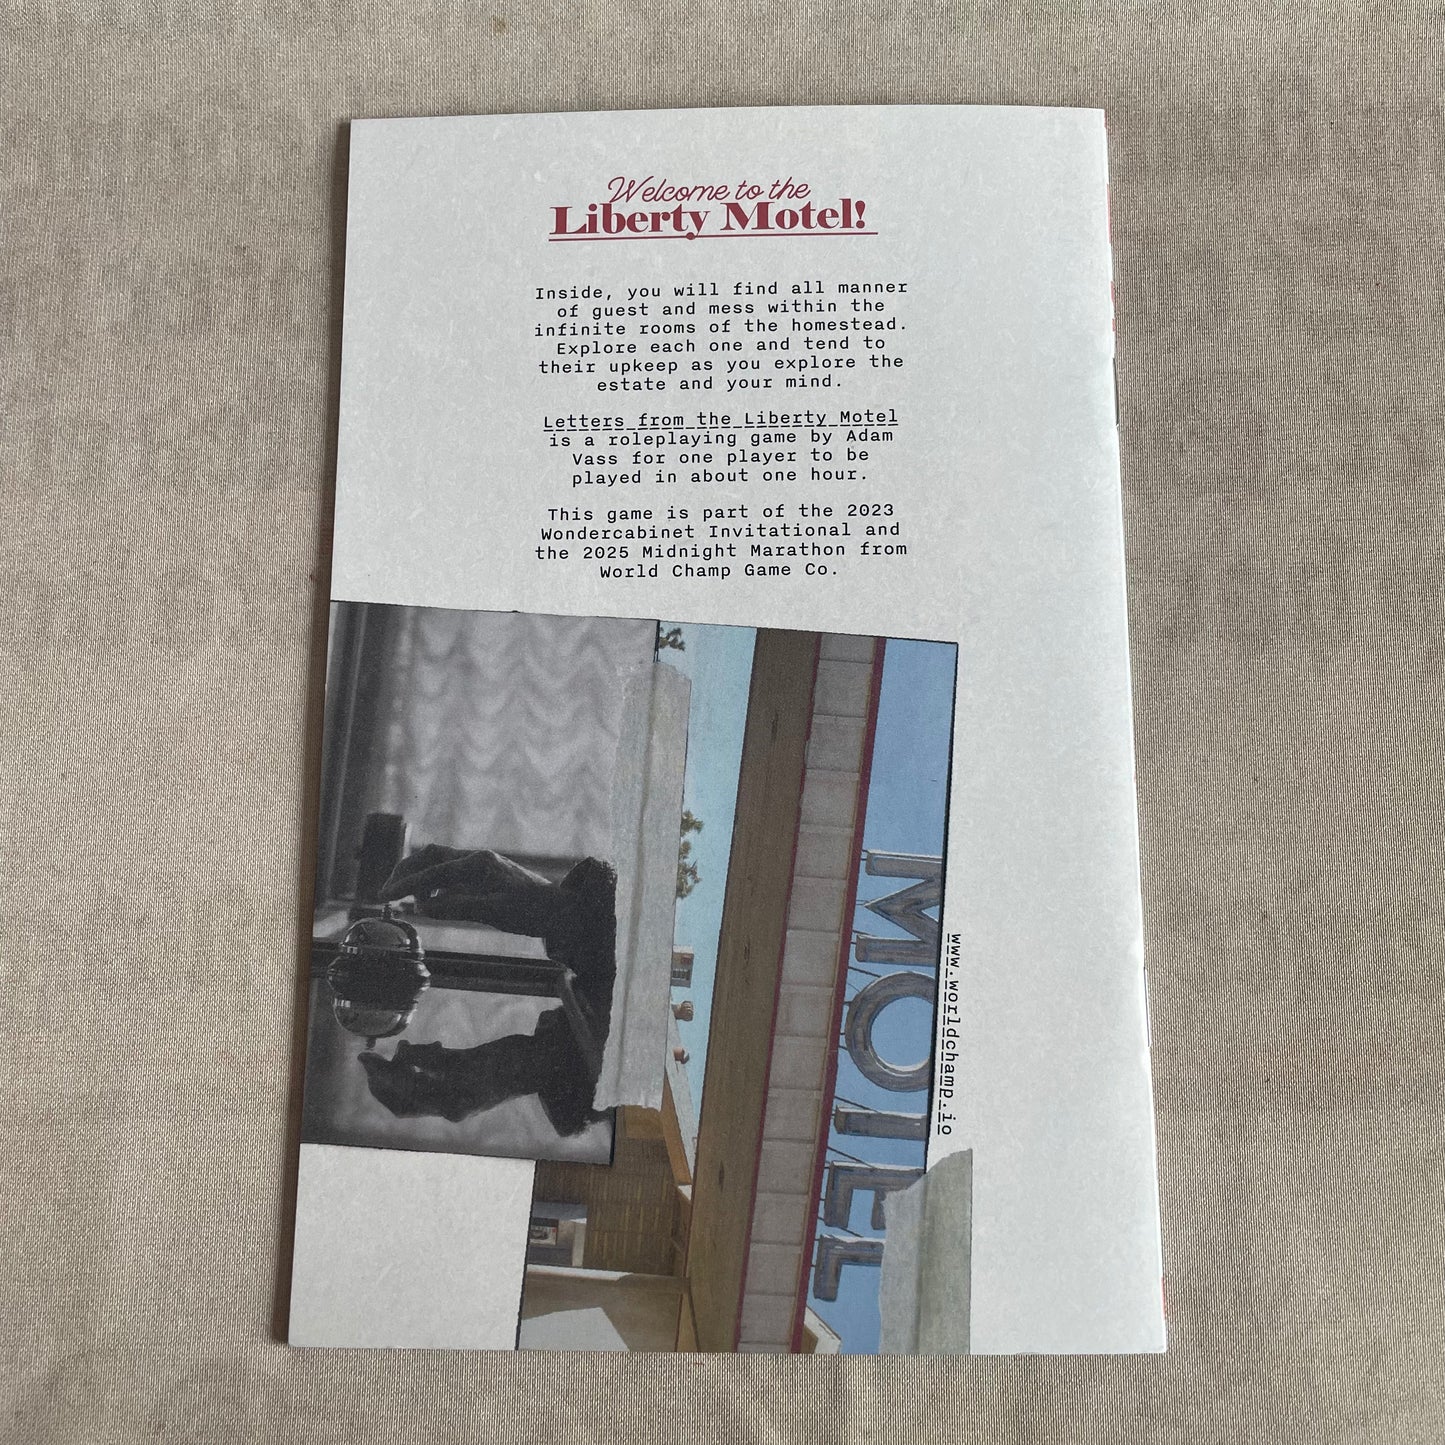 Welcome to the
Liberty Motel!
Inside, you will find all manner
of guest and mess within the
infinite rooms of the homestead.
Explore each one and tend to
their upkeep as you explore the
estate and your mind.
Letters from the Liberty Motel
is a roleplaying game by Adam
Vass for one player to be
played in about one hour.
This game is part of the 2023
Wondercabinet Invitational and
the 2025 Midnight Marathon from
World Champ Game Co.
MOTEL
www.worldchamp.io